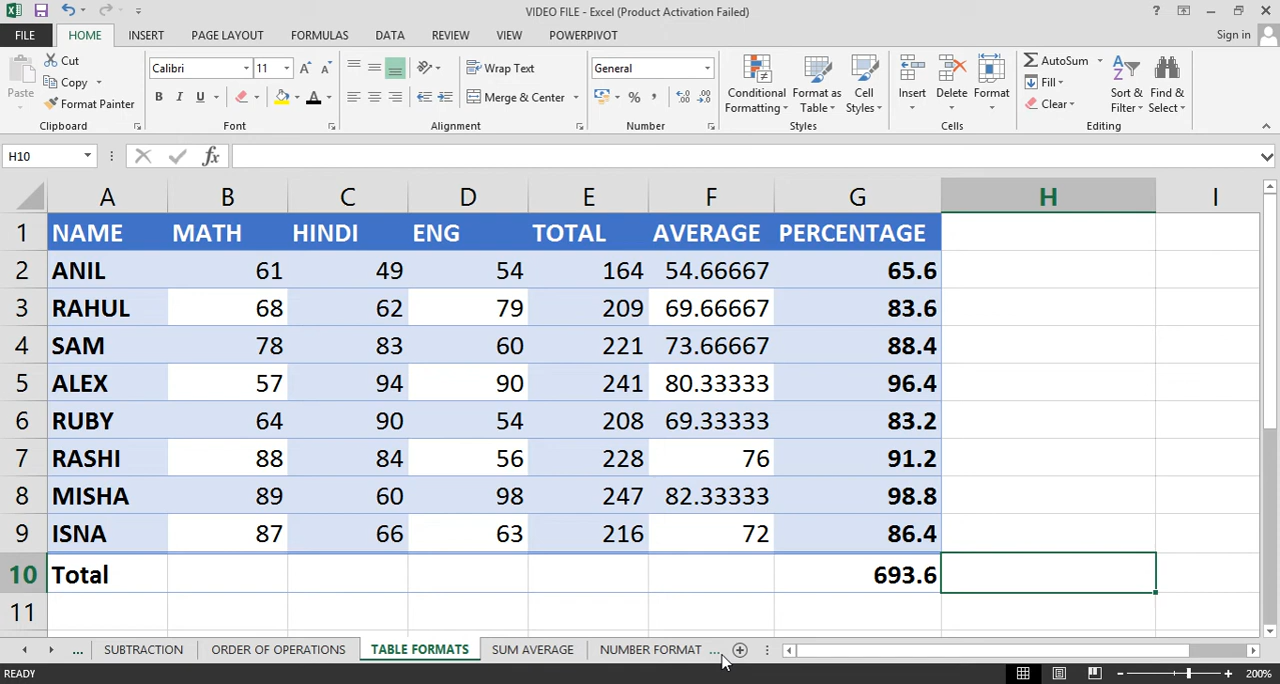 VIDEO FILE - Excel (Product Activation Failed)
FILE HOME INSERT PAGE LAYOUT FORMULAS DATA REVIEW VIEW POWERPIVOT Sign in
Paste
Cut
Copy
Format Painter
Clipboard
Calibri 11
B I U
Font
Wrap Text
Merge & Center
Alignment
General
Number
Conditional Formatting
Format as Table
Cell Styles
Styles
Insert Delete Format
Cells
AutoSum
Fill
Clear
Sort & Filter
Find & Select
Editing
H10 fx
A B C D E F G H I
1 NAME MATH HINDI ENG TOTAL AVERAGE PERCENTAGE
2 ANIL 61 49 54 164 54.66667 65.6
3 RAHUL 68 62 79 209 69.66667 83.6
4 SAM 78 83 60 221 73.66667 88.4
5 ALEX 57 94 90 241 80.33333 96.4
6 RUBY 64 90 54 208 69.33333 83.2
7 RASHI 88 84 56 228 76 91.2
8 MISHA 89 60 98 247 82.33333 98.8
9 ISNA 87 66 63 216 72 86.4
10 Total 693.6
11
... SUBTRACTION ORDER OF OPERATIONS TABLE FORMATS SUM AVERAGE NUMBER FORMAT ...
READY 200%